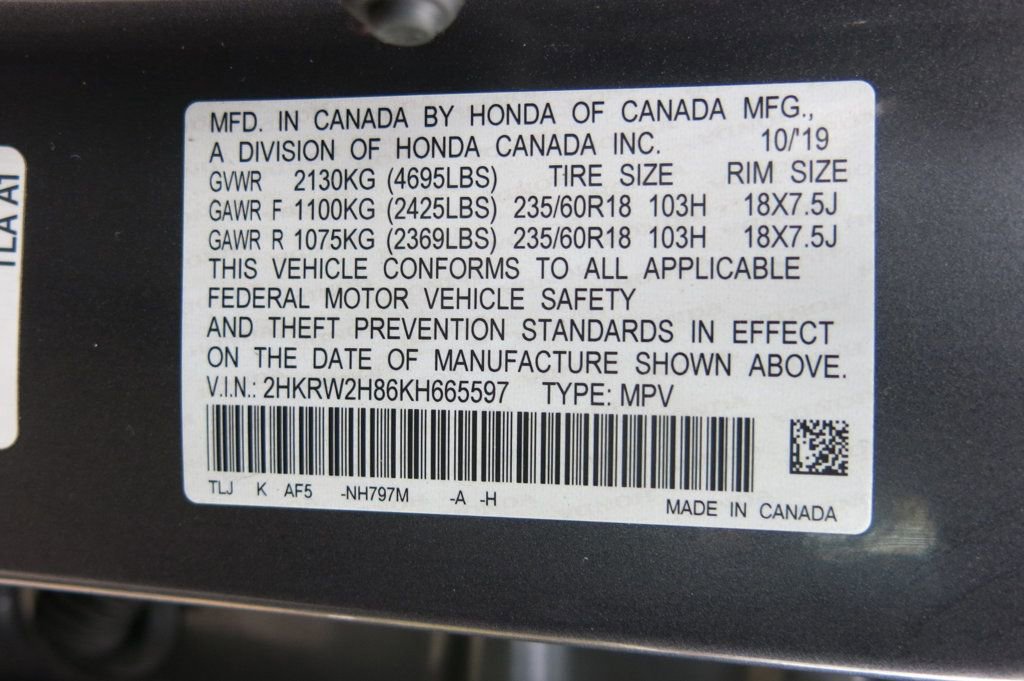 MFD. IN CANADA BY HONDA OF CANADA MFG.,
A DIVISION OF HONDA CANADA INC. 10/'19
GVWR 2130KG (4695LBS) TIRE SIZE RIM SIZE
GAWR F 1100KG (2425LBS) 235/60R18 103H 18X7.5J
GAWR R 1075KG (2369LBS) 235/60R18 103H 18X7.5J
THIS VEHICLE CONFORMS TO ALL APPLICABLE
FEDERAL MOTOR VEHICLE SAFETY
AND THEFT PREVENTION STANDARDS IN EFFECT
ON THE DATE OF MANUFACTURE SHOWN ABOVE.
V.I.N.: 2HKRW2H86KH665597 TYPE: MPV
TLJ K AF5 -NH797M -A -H
MADE IN CANADA
TLA A1